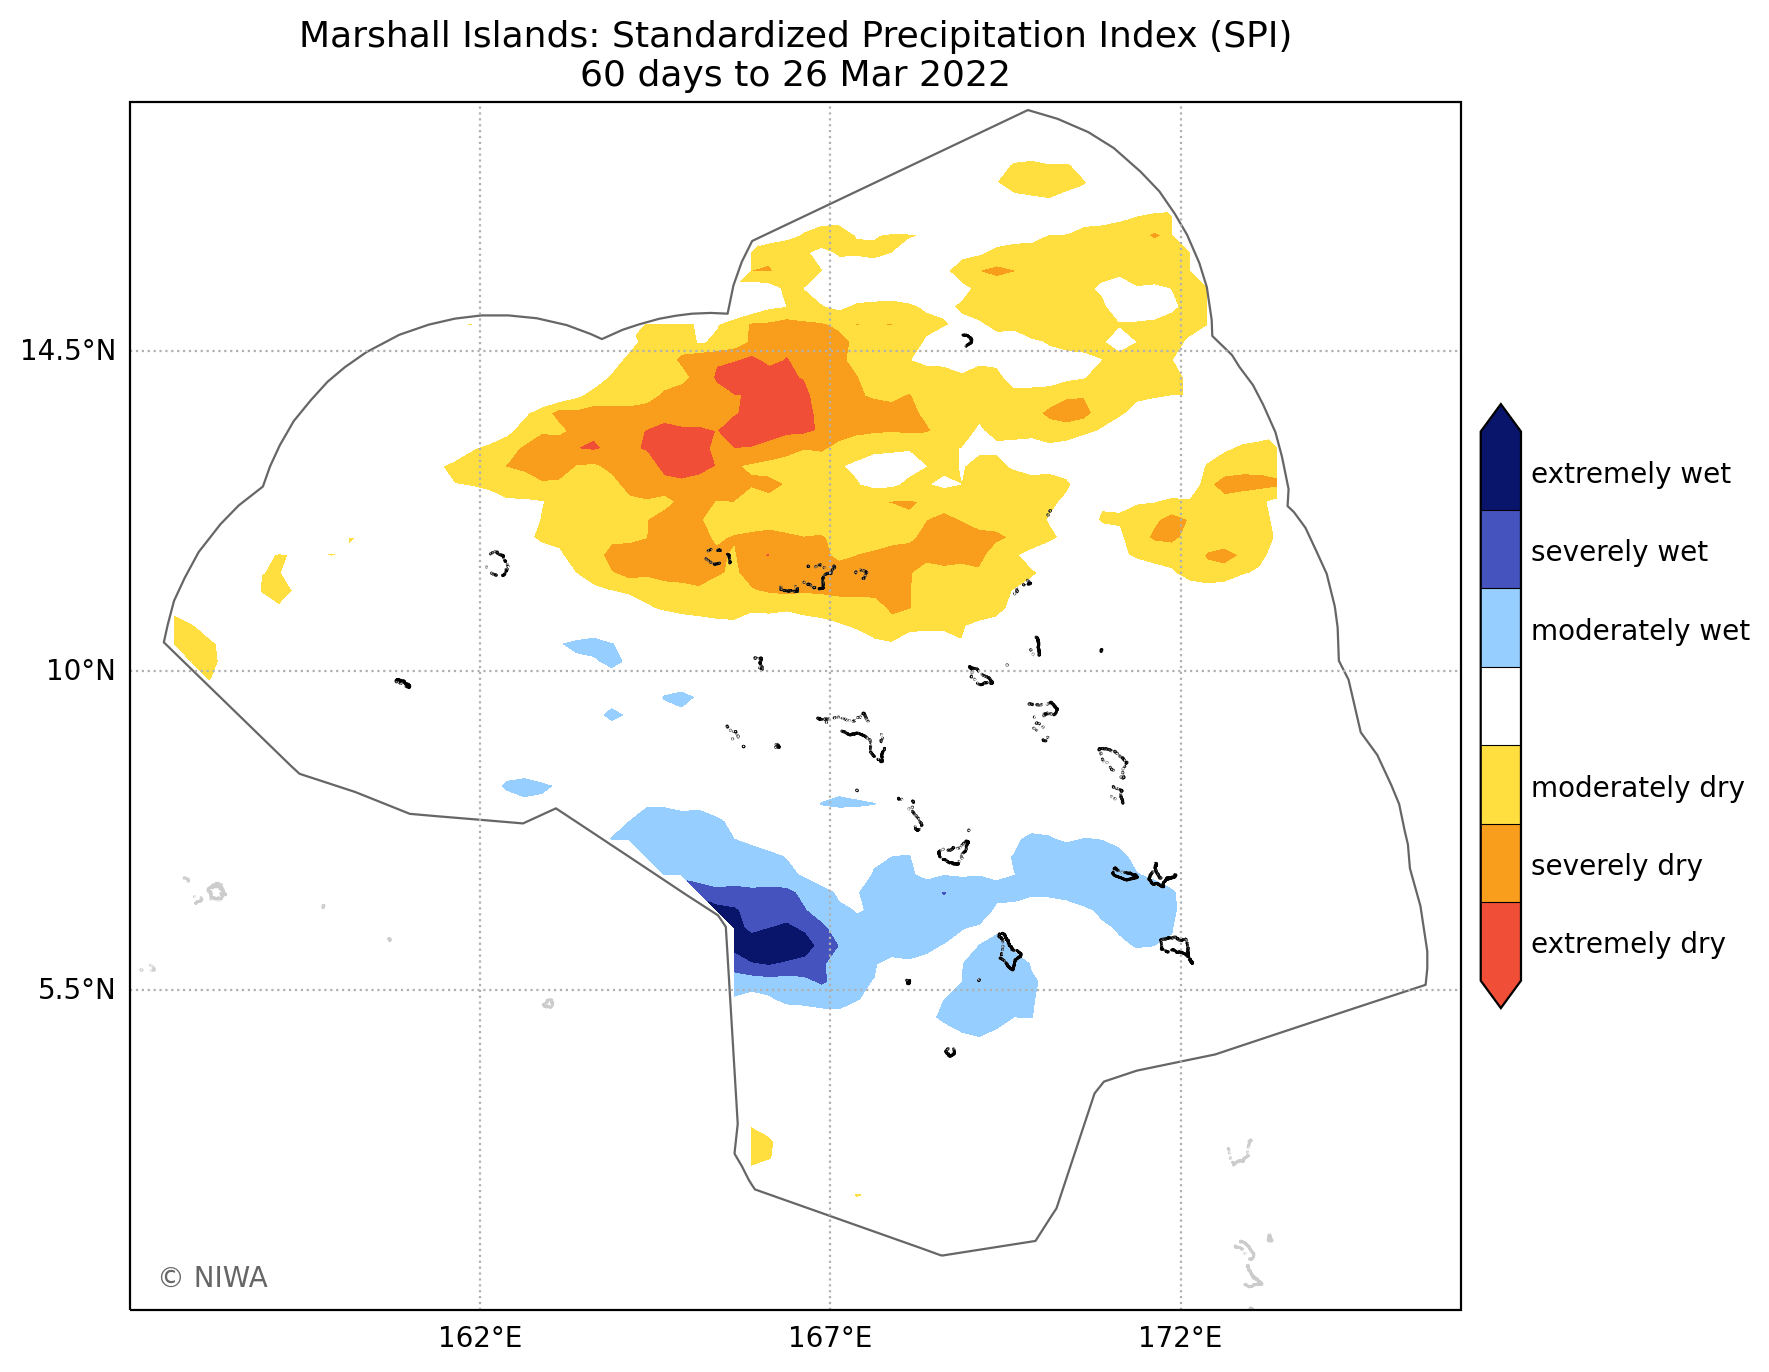 Marshall Islands: Standardized Precipitation Index (SPI)
60 days to 26 Mar 2022
14.5°N
10°N
5.5°N
162°E
167°E
172°E
extremely wet
severely wet
moderately wet
moderately dry
severely dry
extremely dry
© NIWA